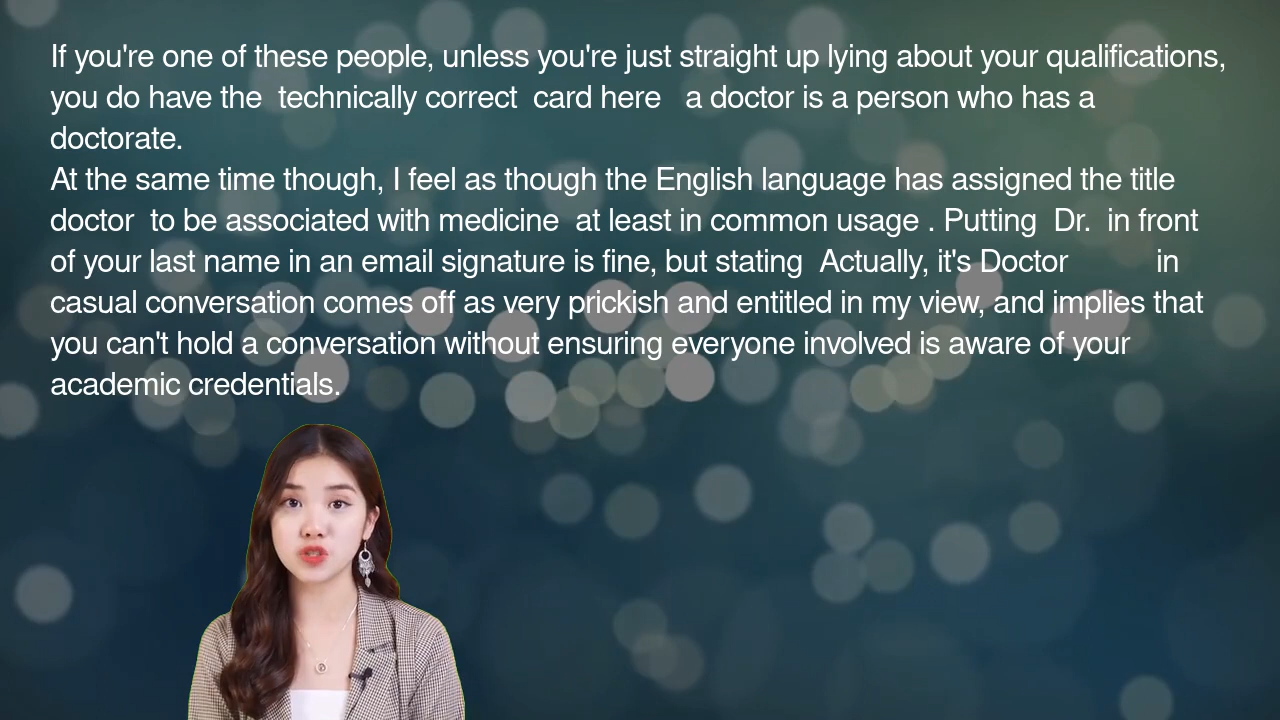 If you're one of these people, unless you're just straight up lying about your qualifications,
you do have the  technically correct  card here   a doctor is a person who has a
doctorate.
At the same time though, I feel as though the English language has assigned the title
doctor  to be associated with medicine  at least in common usage . Putting  Dr.  in front
of your last name in an email signature is fine, but stating  Actually, it's Doctor           in
casual conversation comes off as very prickish and entitled in my view, and implies that
you can't hold a conversation without ensuring everyone involved is aware of your
academic credentials.